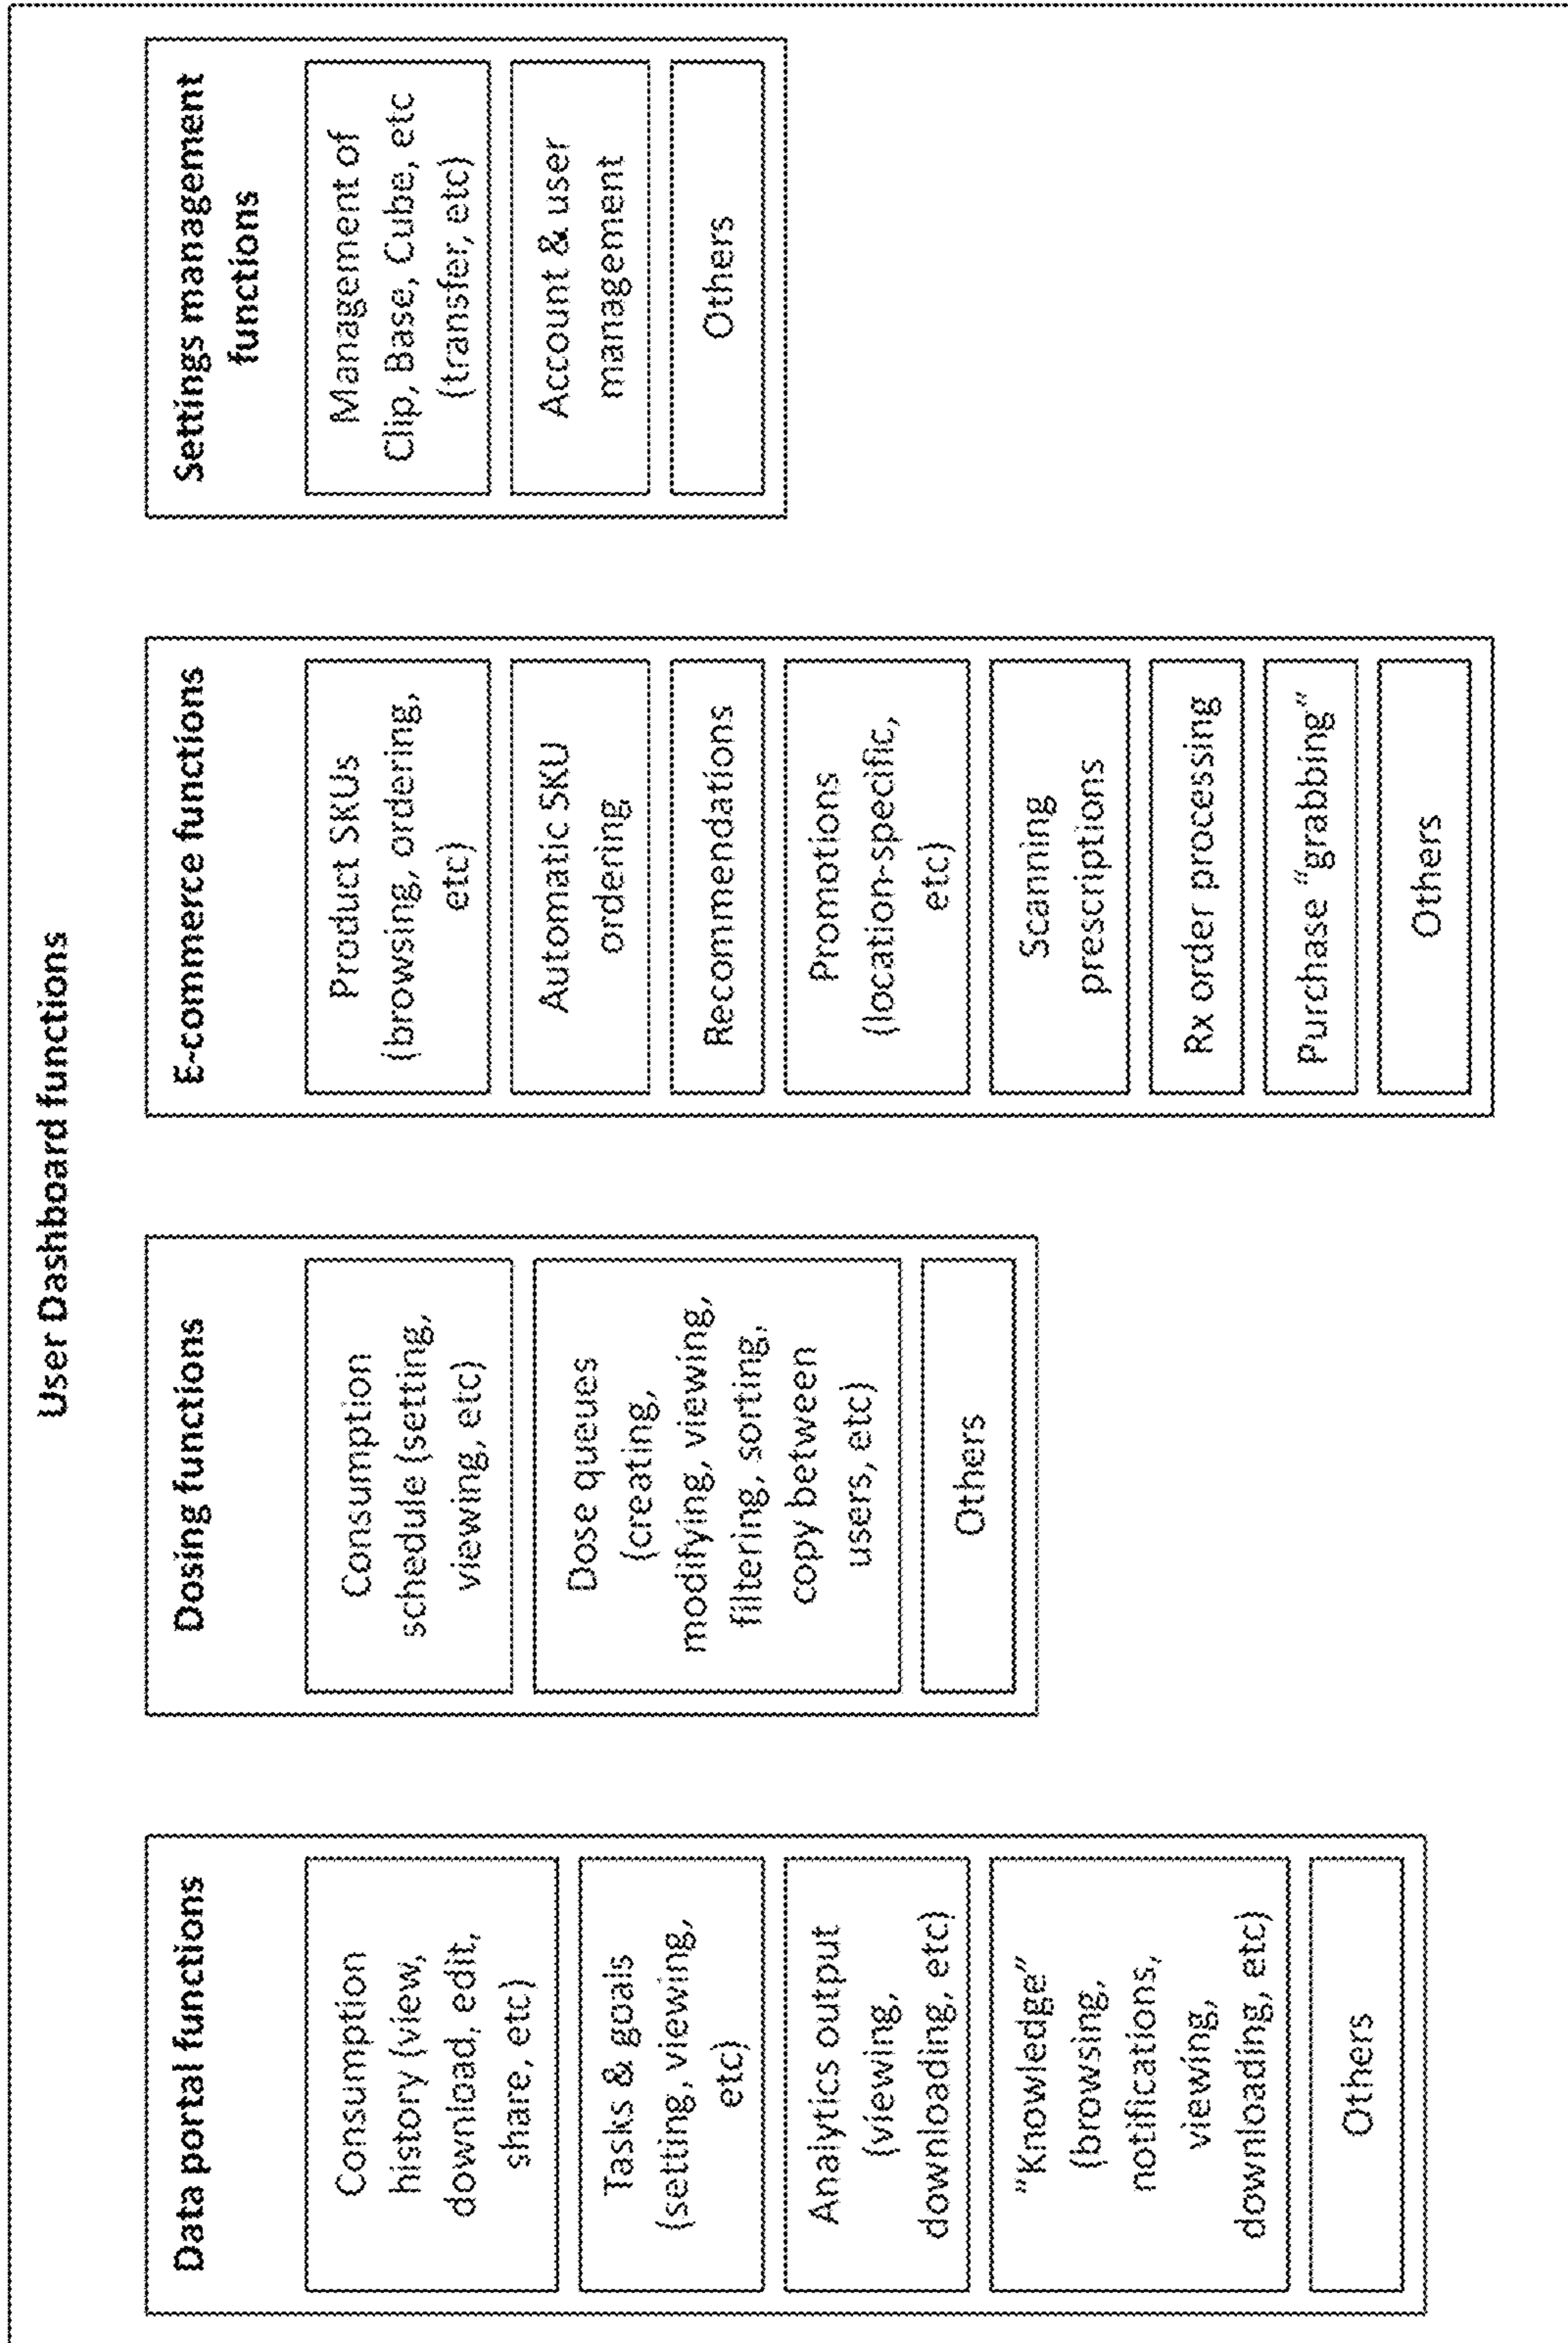 User Dashboard functions
Data portal functions
Consumption
history (view,
download, edit,
share, etc)
Tasks & goals
(setting, viewing,
etc)
Analytics output
(viewing,
downloading, etc)
"Knowledge"
(browsing,
notifications,
viewing,
downloading, etc)
Others
Dosing functions
Consumption
schedule (setting,
viewing, etc)
Dose queues
(creating,
modifying, viewing,
filtering, sorting,
copy between
users, etc)
Others
E-commerce functions
Product SKUs
(browsing, ordering,
etc)
Automatic SKU
ordering
Recommendations
Promotions
(location-specific,
etc)
Scanning
prescriptions
Rx order processing
Purchase "grabbing"
Others
Settings management
functions
Management of
Clip, Base, Cube, etc
(transfer, etc)
Account & user
management
Others